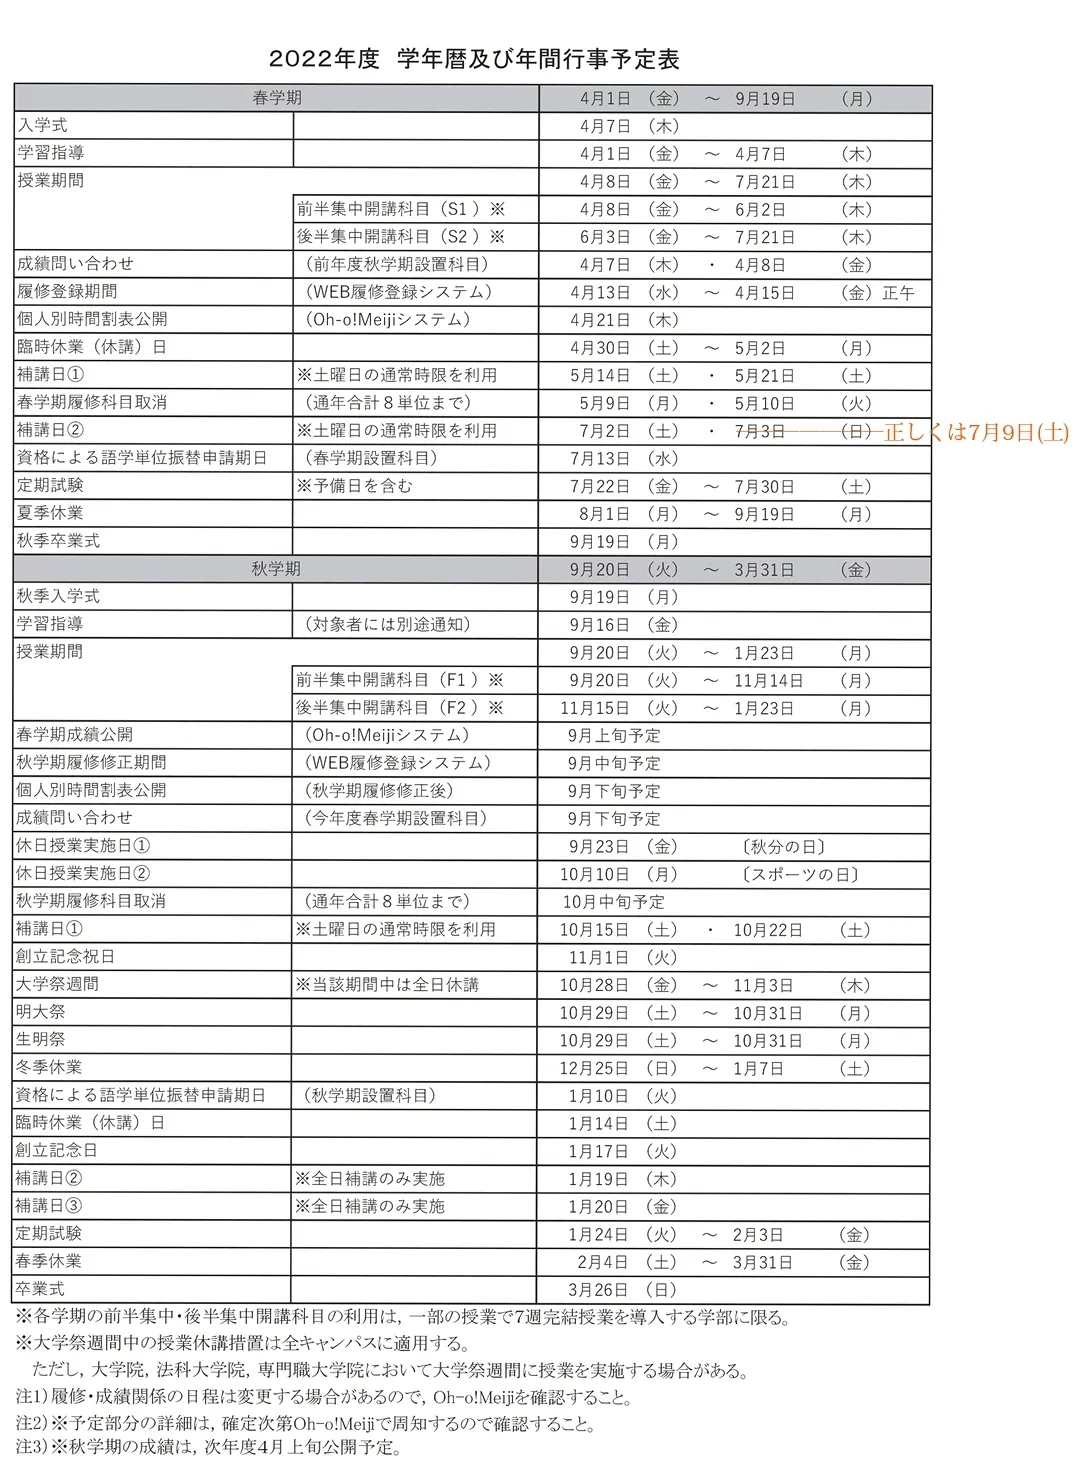 2022年度 学年暦及び年間行事予定表
春学期 4月1日 （金） ～ 9月19日 （月）
入学式 4月7日 （木）
学習指導 4月1日 （金） ～ 4月7日 （木）
授業期間 4月8日 （金） ～ 7月21日 （木）
前半集中開講科目（S1）※ 4月8日 （金） ～ 6月2日 （木）
後半集中開講科目（S2）※ 6月3日 （金） ～ 7月21日 （木）
成績問い合わせ （前年度秋学期設置科目） 4月7日 （木） ・ 4月8日 （金）
履修登録期間 （WEB履修登録システム） 4月13日 （水） ～ 4月15日 （金）正午
個人別時間割表公開 （Oh-o!Meijiシステム） 4月21日 （木）
臨時休業（休講）日 4月30日 （土） ～ 5月2日 （月）
補講日① ※土曜日の通常時限を利用 5月14日 （土） ・ 5月21日 （土）
春学期履修科目取消 （通年合計８単位まで） 5月9日 （月） ・ 5月10日 （火）
補講日② ※土曜日の通常時限を利用 7月2日 （土） ・ 7月3日 （日） 正しくは7月9日(土)
資格による語学単位振替申請期日 （春学期設置科目） 7月13日 （水）
定期試験 ※予備日を含む 7月22日 （金） ～ 7月30日 （土）
夏季休業 8月1日 （月） ～ 9月19日 （月）
秋季卒業式 9月19日 （月）
秋学期 9月20日 （火） ～ 3月31日 （金）
秋季入学式 9月19日 （月）
学習指導 （対象者には別途通知） 9月16日 （金）
授業期間 9月20日 （火） ～ 1月23日 （月）
前半集中開講科目（F1）※ 9月20日 （火） ～ 11月14日 （月）
後半集中開講科目（F2）※ 11月15日 （火） ～ 1月23日 （月）
春学期成績公開 （Oh-o!Meijiシステム） 9月上旬予定
秋学期履修修正期間 （WEB履修登録システム） 9月中旬予定
個人別時間割表公開 （秋学期履修修正後） 9月下旬予定
成績問い合わせ （今年度春学期設置科目） 9月下旬予定
休日授業実施日① 9月23日 （金） 〔秋分の日〕
休日授業実施日② 10月10日 （月） 〔スポーツの日〕
秋学期履修科目取消 （通年合計８単位まで） 10月中旬予定
補講日① ※土曜日の通常時限を利用 10月15日 （土） ・ 10月22日 （土）
創立記念祝日 11月1日 （火）
大学祭週間 ※当該期間中は全日休講 10月28日 （金） ～ 11月3日 （木）
明大祭 10月29日 （土） ～ 10月31日 （月）
生明祭 10月29日 （土） ～ 10月31日 （月）
冬季休業 12月25日 （日） ～ 1月7日 （土）
資格による語学単位振替申請期日 （秋学期設置科目） 1月10日 （火）
臨時休業（休講）日 1月14日 （土）
創立記念日 1月17日 （火）
補講日② ※全日補講のみ実施 1月19日 （木）
補講日③ ※全日補講のみ実施 1月20日 （金）
定期試験 1月24日 （火） ～ 2月3日 （金）
春季休業 2月4日 （土） ～ 3月31日 （金）
卒業式 3月26日 （日）
※各学期の前半集中・後半集中開講科目の利用は，一部の授業で7週完結授業を導入する学部に限る。
※大学祭週間中の授業休講措置は全キャンパスに適用する。
ただし，大学院，法科大学院，専門職大学院において大学祭週間に授業を実施する場合がある。
注1）履修・成績関係の日程は変更する場合があるので，Oh-o!Meijiを確認すること。
注2）※予定部分の詳細は，確定次第Oh-o!Meijiで周知するので確認すること。
注3）※秋学期の成績は，次年度4月上旬公開予定。